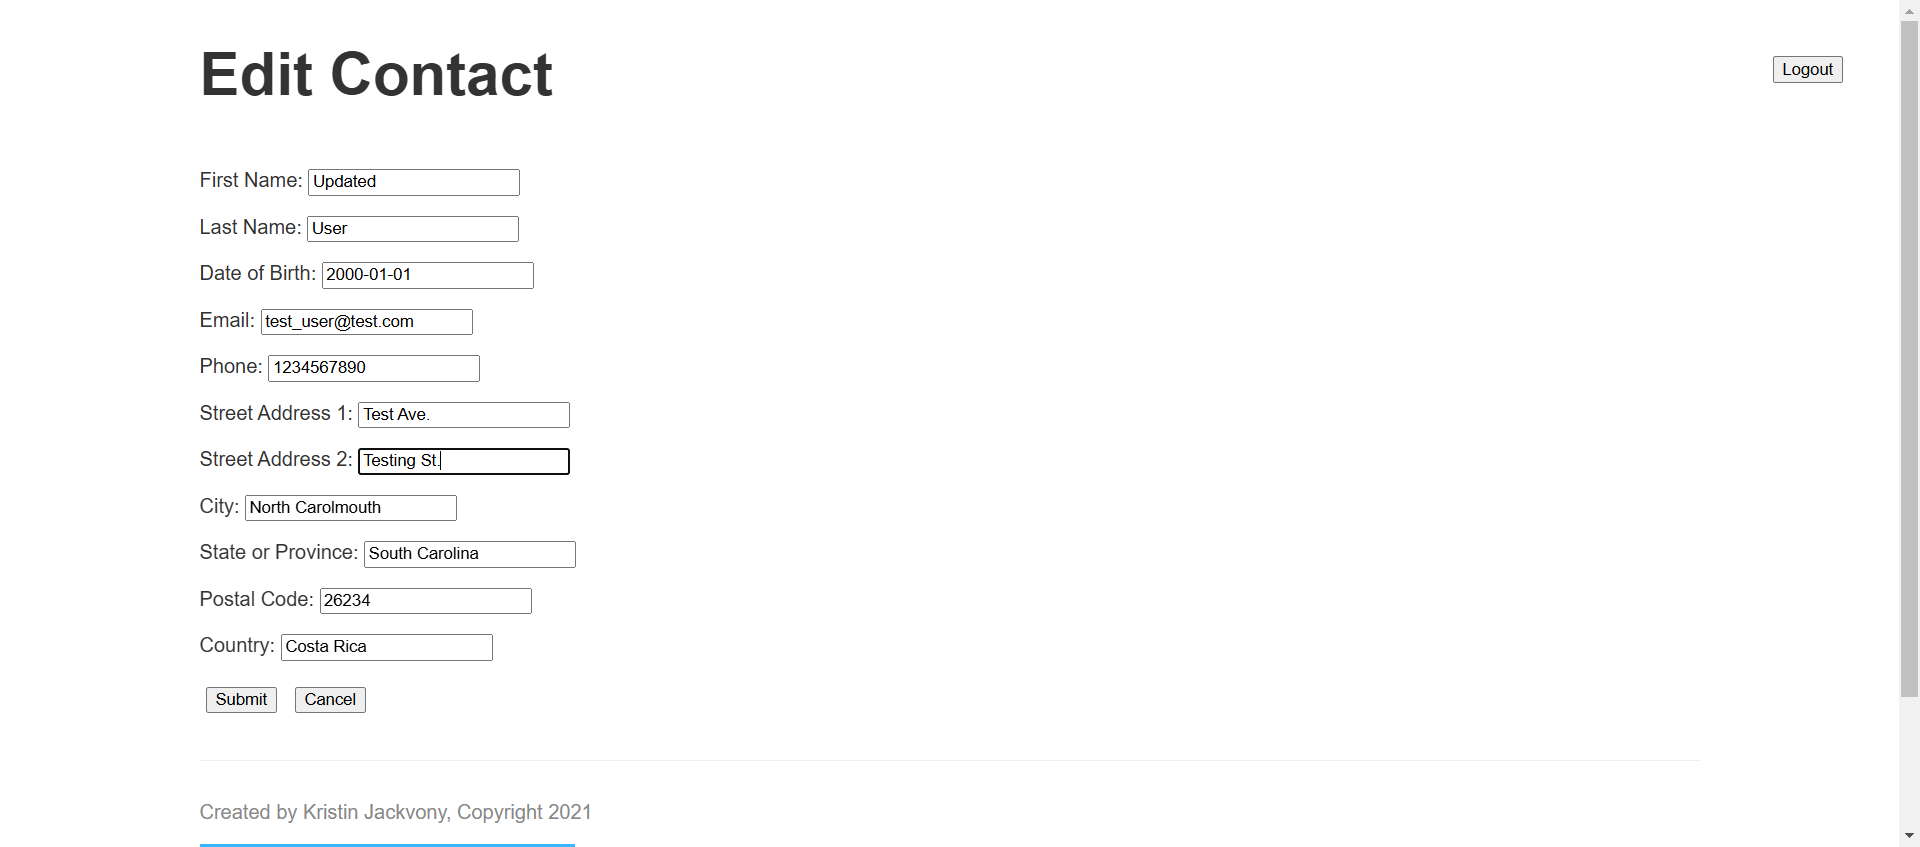 Edit Contact
Logout
First Name: Updated
Last Name: User
Date of Birth: 2000-01-01
Email: test_user@test.com
Phone: 1234567890
Street Address 1: Test Ave.
Street Address 2: Testing St.
City: North Carolmouth
State or Province: South Carolina
Postal Code: 26234
Country: Costa Rica
Submit Cancel
Created by Kristin Jackvony, Copyright 2021